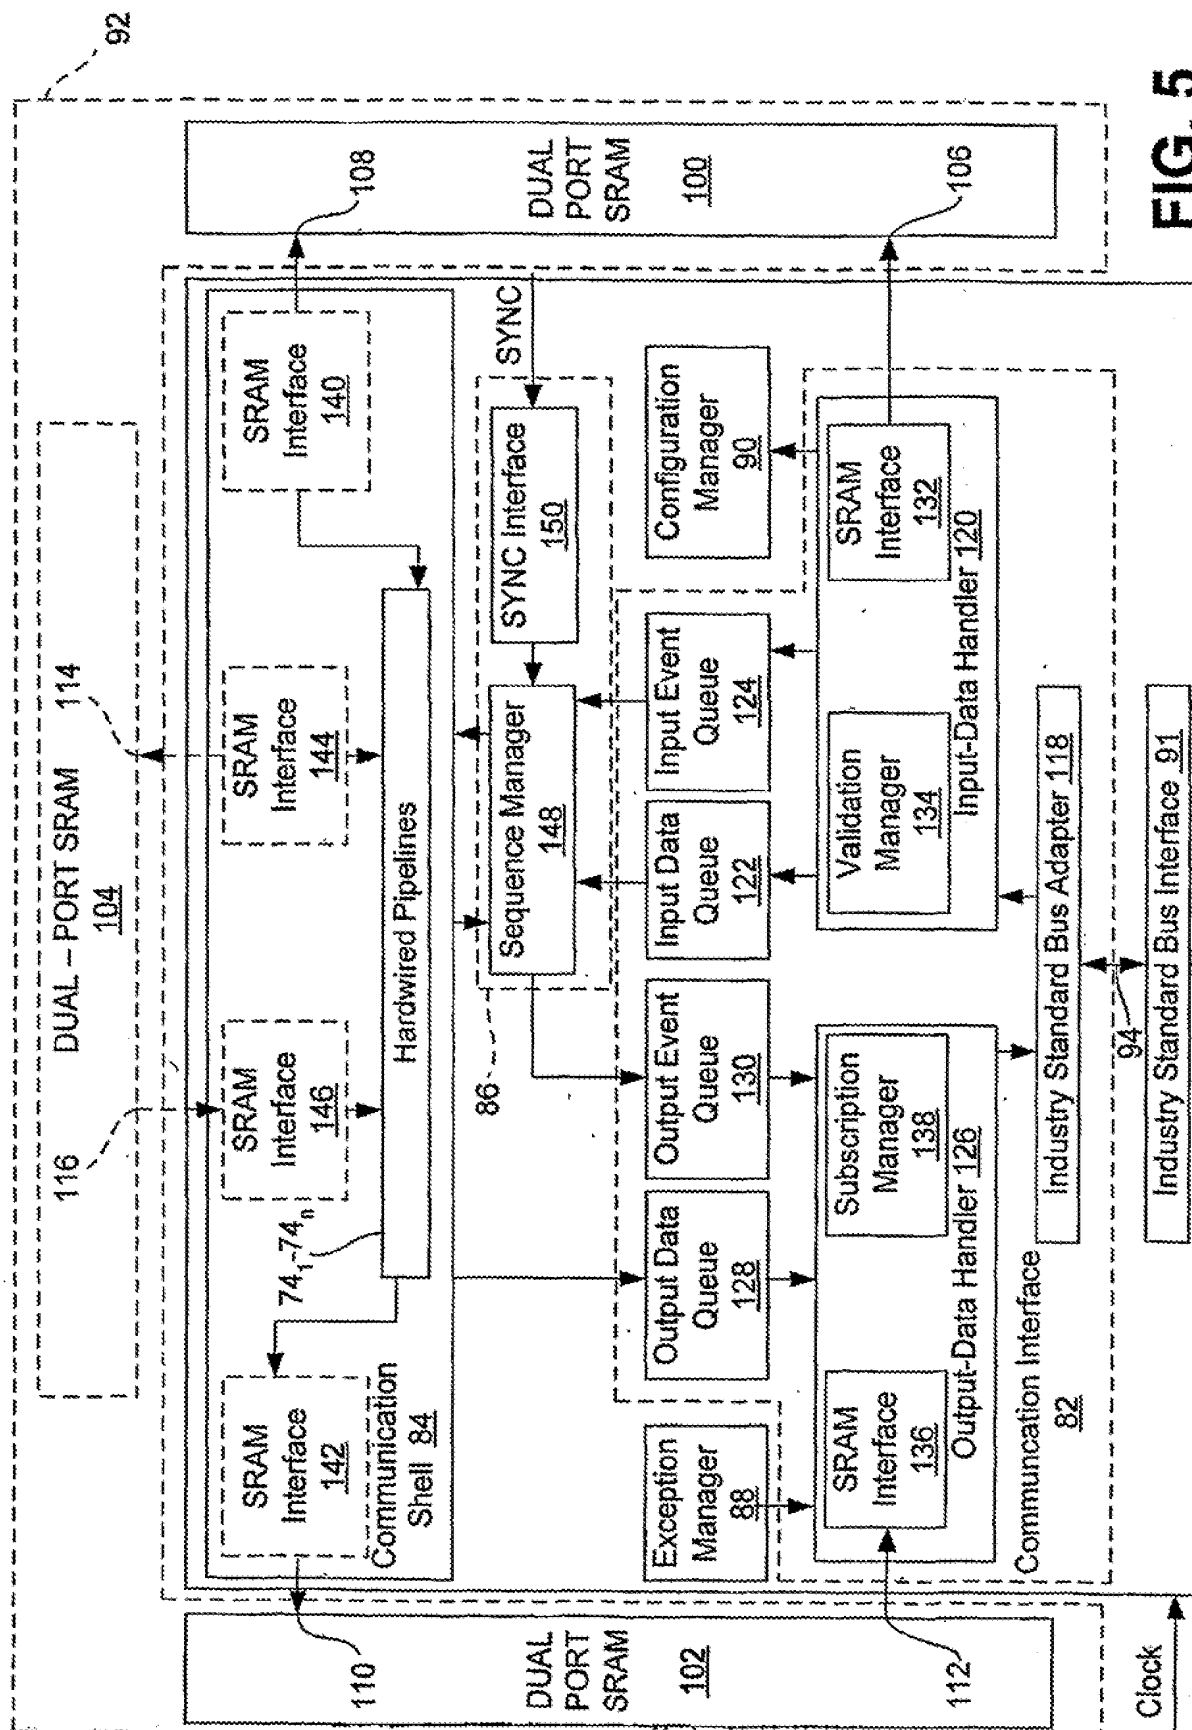 92
DUAL – PORT SRAM
104
114
116
108
DUAL
PORT
SRAM
100
106
SRAM
Interface
140
SRAM
Interface
144
SRAM
Interface
146
SRAM
Interface
142
Hardwired Pipelines
74₁-74ₙ
Communication
Shell 84
SYNC
SYNC Interface
150
Sequence Manager
148
86
Configuration
Manager
90
Input Event
Queue
124
Input Data
Queue
122
Output Event
Queue
130
Output Data
Queue
128
Exception
Manager
88
SRAM
Interface
132
Validation
Manager
134
Input-Data Handler 120
Subscription
Manager
138
SRAM
Interface
136
Output-Data Handler 126
Communcation Interface
82
Industry Standard Bus Adapter 118
94
Industry Standard Bus Interface 91
110
DUAL
PORT
SRAM
102
112
Clock
FIG. 5